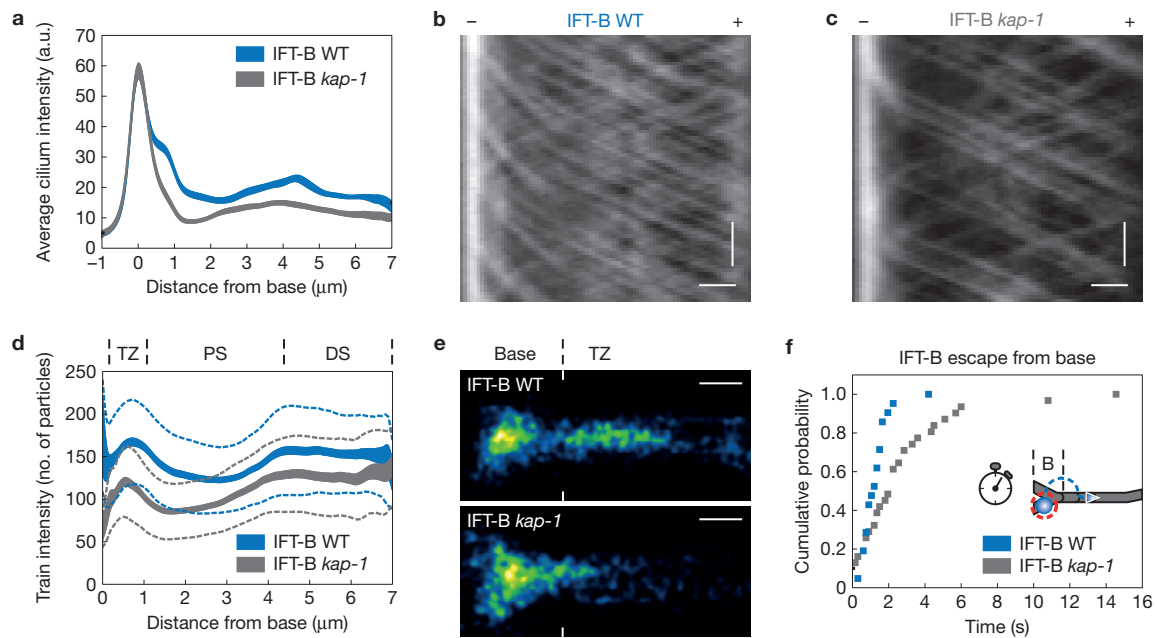 a
Average cilium intensity (a.u.)
80
70
60
50
40
30
20
10
0
IFT-B WT
IFT-B kap-1
–1 0 1 2 3 4 5 6 7
Distance from base (μm)
b
– IFT-B WT +
c
– IFT-B kap-1 +
d
TZ PS DS
Train intensity (no. of particles)
250
200
150
100
50
0
IFT-B WT
IFT-B kap-1
0 1 2 3 4 5 6 7
Distance from base (μm)
e
Base TZ
IFT-B WT
IFT-B kap-1
f
IFT-B escape from base
Cumulative probability
1.0
0.8
0.6
0.4
0.2
0
B
IFT-B WT
IFT-B kap-1
0 2 4 6 8 10 12 14 16
Time (s)